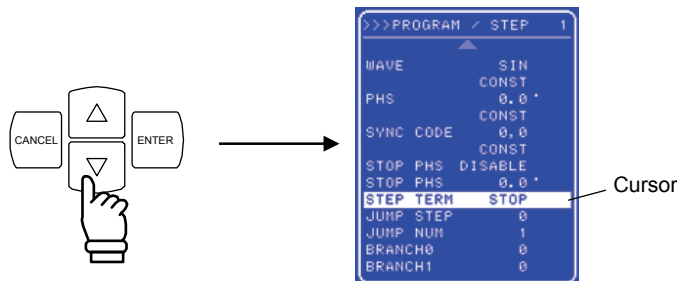 CANCEL
△
▽
ENTER
>>>PROGRAM / STEP 1
WAVE SIN
CONST
PHS 0.0°
CONST
SYNC CODE 0,0
CONST
STOP PHS DISABLE
STOP PHS 0.0°
STEP TERM STOP
JUMP STEP 0
JUMP NUM 1
BRANCH0 0
BRANCH1 0
Cursor